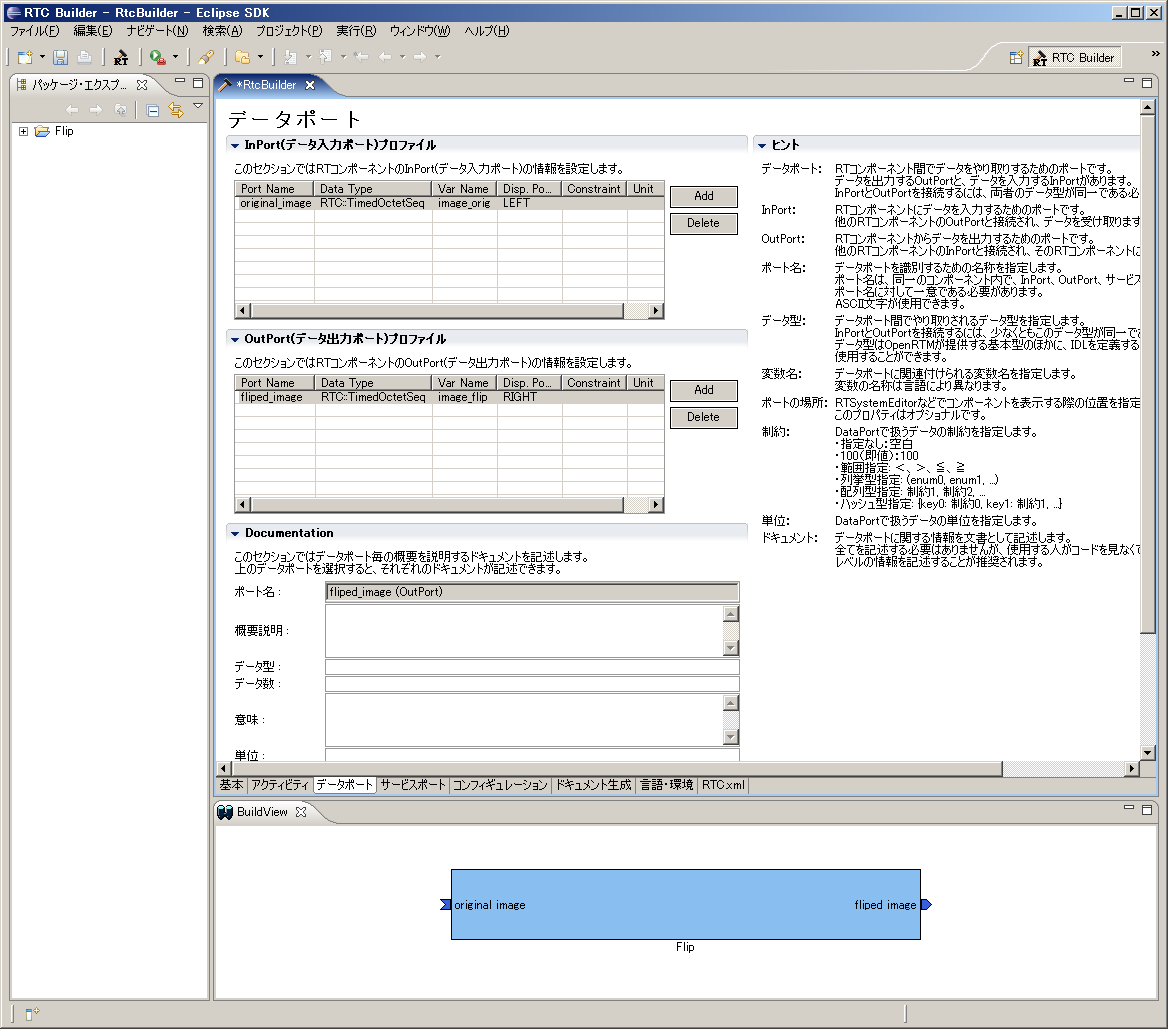 RTC Builder - RtcBuilder - Eclipse SDK
ファイル(F) 編集(E) ナビゲート(N) 検索(A) プロジェクト(P) 実行(R) ウィンドウ(W) ヘルプ(H)
RT
RT RTC Builder
パッケージ・エクスプ...
Flip
*RtcBuilder
データポート
InPort(データ入力ポート)プロファイル
このセクションではRTコンポーネントのInPort(データ入力ポート)の情報を設定します。
Port Name Data Type Var Name Disp. Po... Constraint Unit
original_image RTC::TimedOctetSeq image_orig LEFT
Add
Delete
OutPort(データ出力ポート)プロファイル
このセクションではRTコンポーネントのOutPort(データ出力ポート)の情報を設定します。
Port Name Data Type Var Name Disp. Po... Constraint Unit
fliped_image RTC::TimedOctetSeq image_flip RIGHT
Add
Delete
Documentation
このセクションではデータポート毎の概要を説明するドキュメントを記述します。
上のデータポートを選択すると、それぞれのドキュメントが記述できます。
ポート名：
fliped_image (OutPort)
概要説明：
データ型：
データ数：
意味：
単位：
ヒント
データポート: RTコンポーネント間でデータをやり取りするためのポートです。
データを出力するOutPortと、データを入力するInPortがあります。
InPortとOutPortを接続するには、両者のデータ型が同一である必
InPort: RTコンポーネントにデータを入力するためのポートです。
他のRTコンポーネントのOutPortと接続され、データを受け取ります
OutPort: RTコンポーネントからデータを出力するためのポートです。
他のRTコンポーネントのInPortと接続され、そのRTコンポーネントに
ポート名: データポートを識別するための名称を指定します。
ポート名は、同一のコンポーネント内で、InPort、OutPort、サービス
ポート名に対して一意である必要があります。
ASCII文字が使用できます。
データ型: データポート間でやり取りされるデータ型を指定します。
InPortとOutPortを接続するには、少なくともこのデータ型が同一で
データ型はOpenRTMが提供する基本型のほかに、IDLを定義する
使用することができます。
変数名: データポートに関連付けられる変数名を指定します。
変数の名称は言語により異なります。
ポートの場所: RTSystemEditorなどでコンポーネントを表示する際の位置を指定
このプロパティはオプショナルです。
制約: DataPortで扱うデータの制約を指定します。
・指定なし：空白
・100(即値)：100
・範囲指定: ＜、＞、≦、≧
・列挙型指定: (enum0, enum1, ...)
・配列型指定: 制約1, 制約2, ...
・ハッシュ型指定: {key0: 制約0, key1: 制約1, ...}
単位: DataPortで扱うデータの単位を指定します。
ドキュメント: データポートに関する情報を文書として記述します。
全てを記述する必要はありませんが、使用する人がコードを見なくて
レベルの情報を記述することが推奨されます。
基本 アクティビティ データポート サービスポート コンフィギュレーション ドキュメント生成 言語・環境 RTC.xml
BuildView
original image
fliped image
Flip